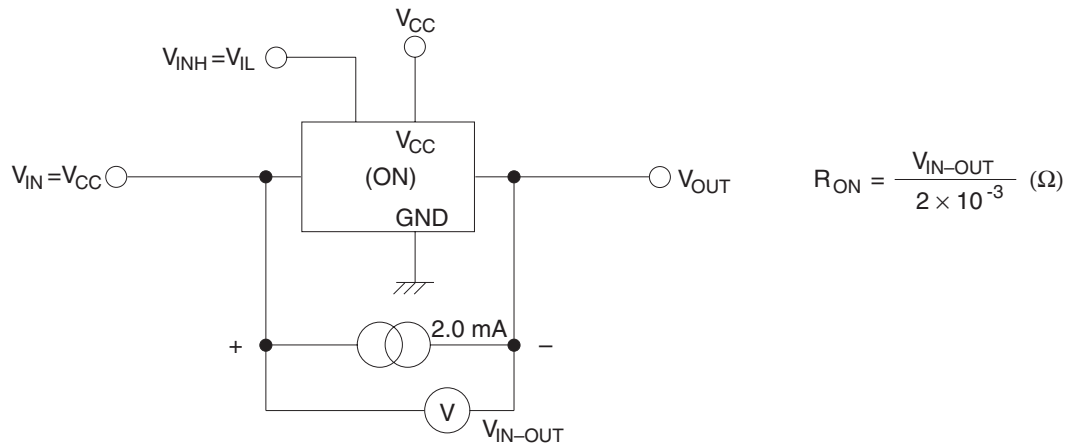 V_CC
V_INH=V_IL
V_CC
V_IN=V_CC
(ON)
V_OUT
R_ON = V_IN–OUT / 2 × 10^-3 (Ω)
GND
2.0 mA
+
–
V
V_IN–OUT